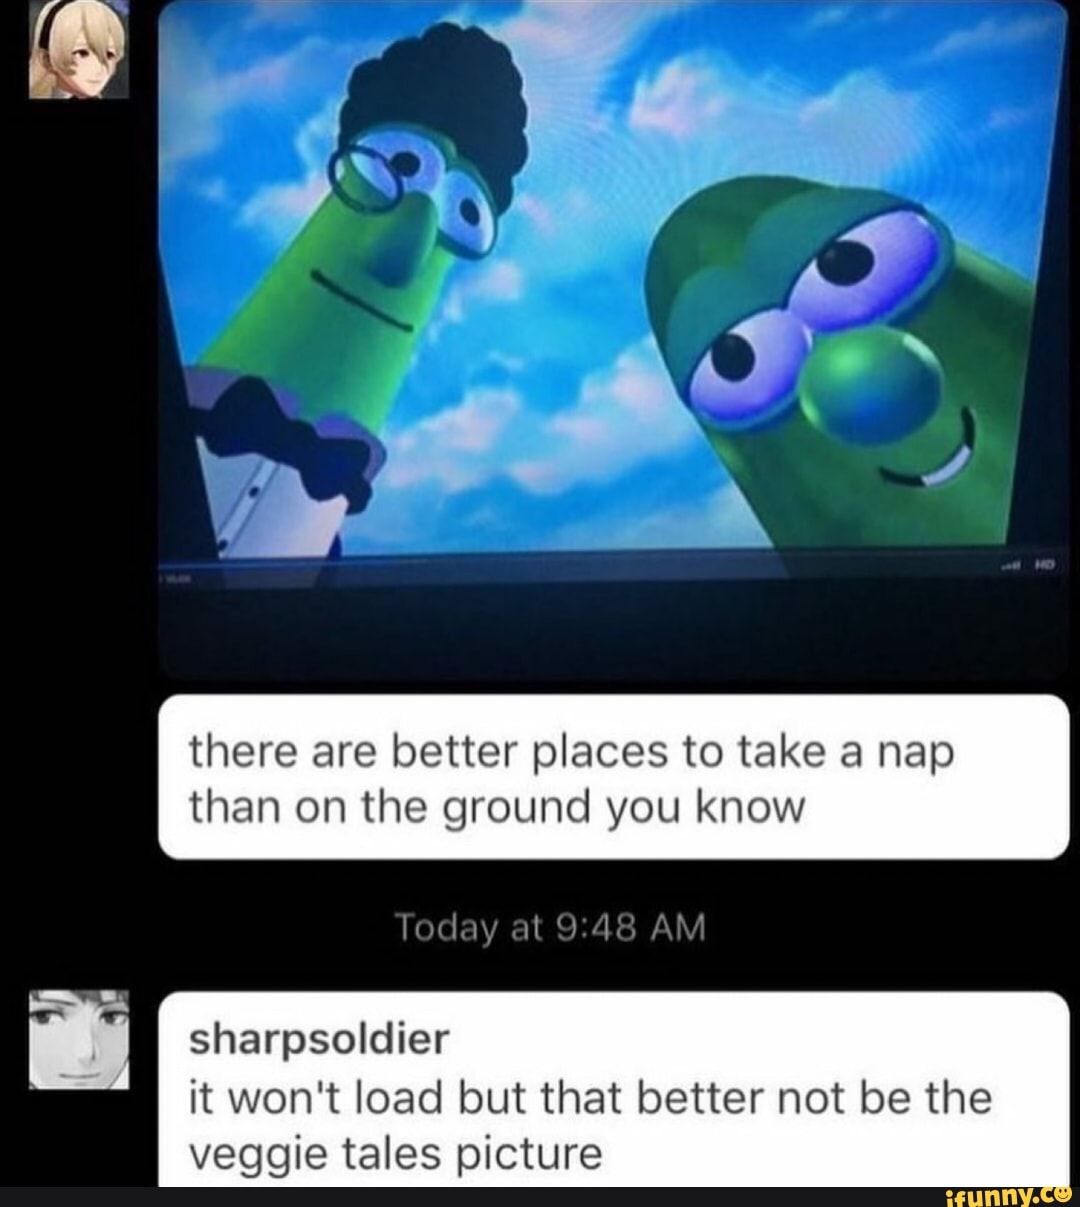 HD
there are better places to take a nap
than on the ground you know
Today at 9:48 AM
sharpsoldier
it won't load but that better not be the
veggie tales picture
ifunny.co